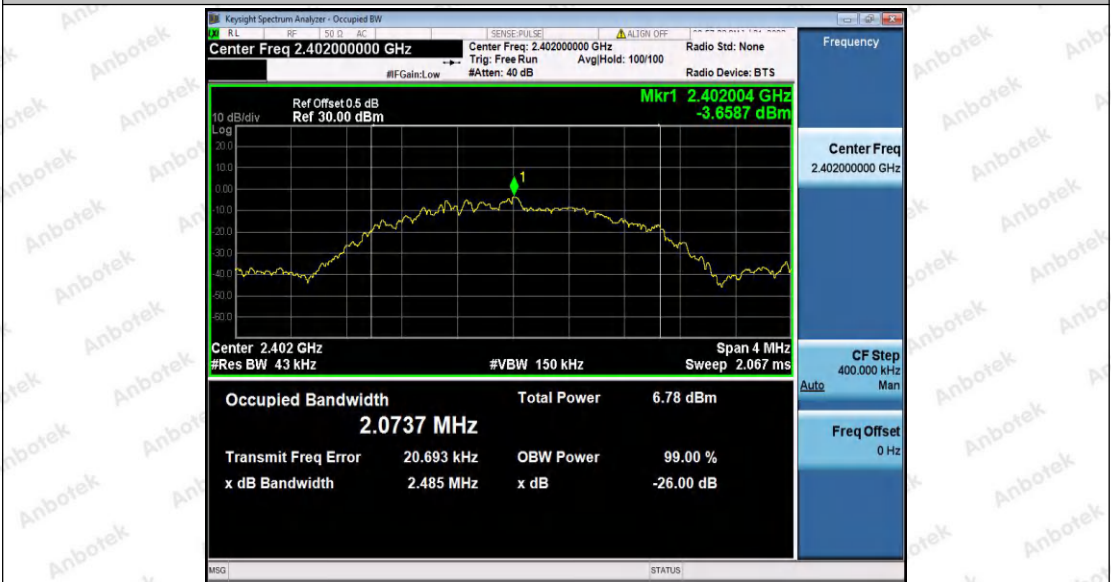 Keysight Spectrum Analyzer - Occupied BW
RL RF 50 Ω AC SENSE:PULSE ALIGN OFF
Center Freq 2.402000000 GHz
Center Freq: 2.402000000 GHz Radio Std: None
Trig: Free Run Avg|Hold: 100/100
#IFGain:Low #Atten: 40 dB Radio Device: BTS
Ref Offset 0.5 dB Mkr1 2.402004 GHz
10 dB/div Ref 30.00 dBm -3.6587 dBm
Log
20.0
10.0
0.00
1
-10.0
-20.0
-30.0
-40.0
-50.0
-60.0
Center 2.402 GHz Span 4 MHz
#Res BW 43 kHz #VBW 150 kHz Sweep 2.067 ms
Occupied Bandwidth Total Power 6.78 dBm
2.0737 MHz
Transmit Freq Error 20.693 kHz OBW Power 99.00 %
x dB Bandwidth 2.485 MHz x dB -26.00 dB
MSG STATUS
Frequency
Center Freq
2.402000000 GHz
CF Step
400.000 kHz
Auto Man
Freq Offset
0 Hz
Anbotek